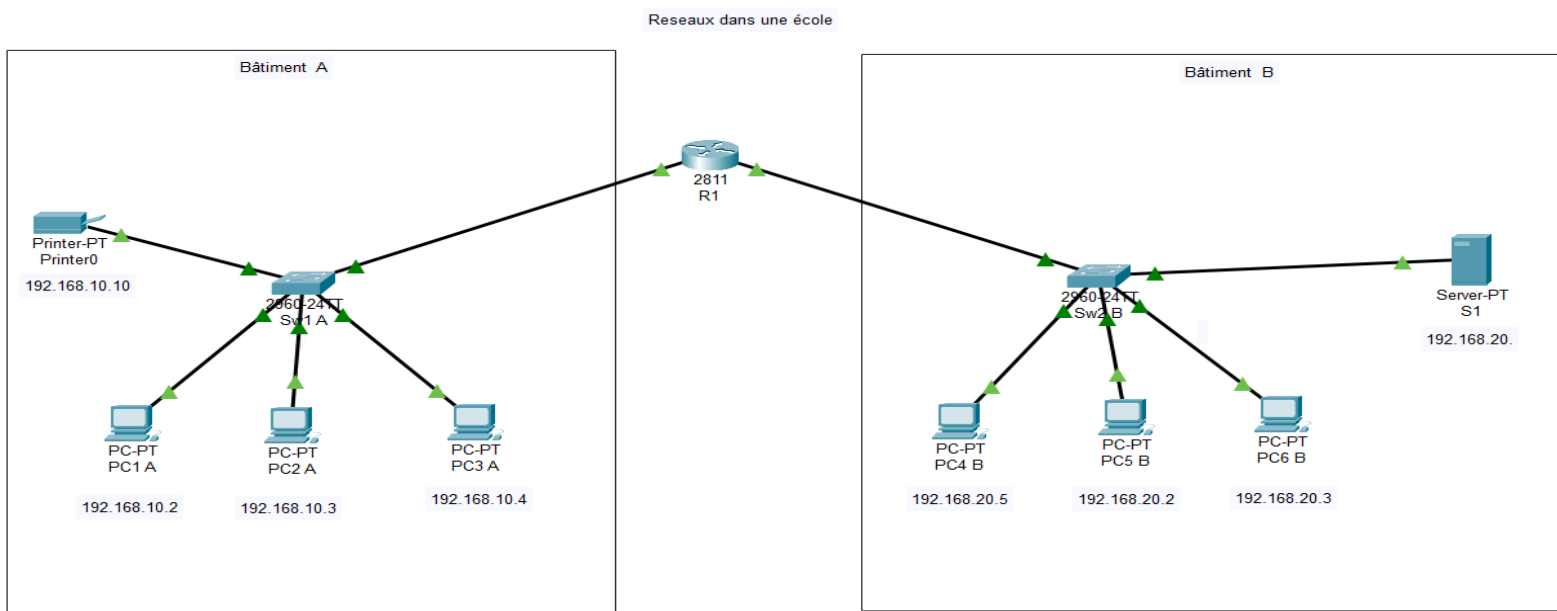 Reseaux dans une école
Bâtiment A
Bâtiment B
2811
R1
Printer-PT
Printer0
192.168.10.10
2960-24TT
Sw1 A
2960-24TT
Sw2 B
Server-PT
S1
192.168.20.
PC-PT
PC1 A
192.168.10.2
PC-PT
PC2 A
192.168.10.3
PC-PT
PC3 A
192.168.10.4
PC-PT
PC4 B
192.168.20.5
PC-PT
PC5 B
192.168.20.2
PC-PT
PC6 B
192.168.20.3